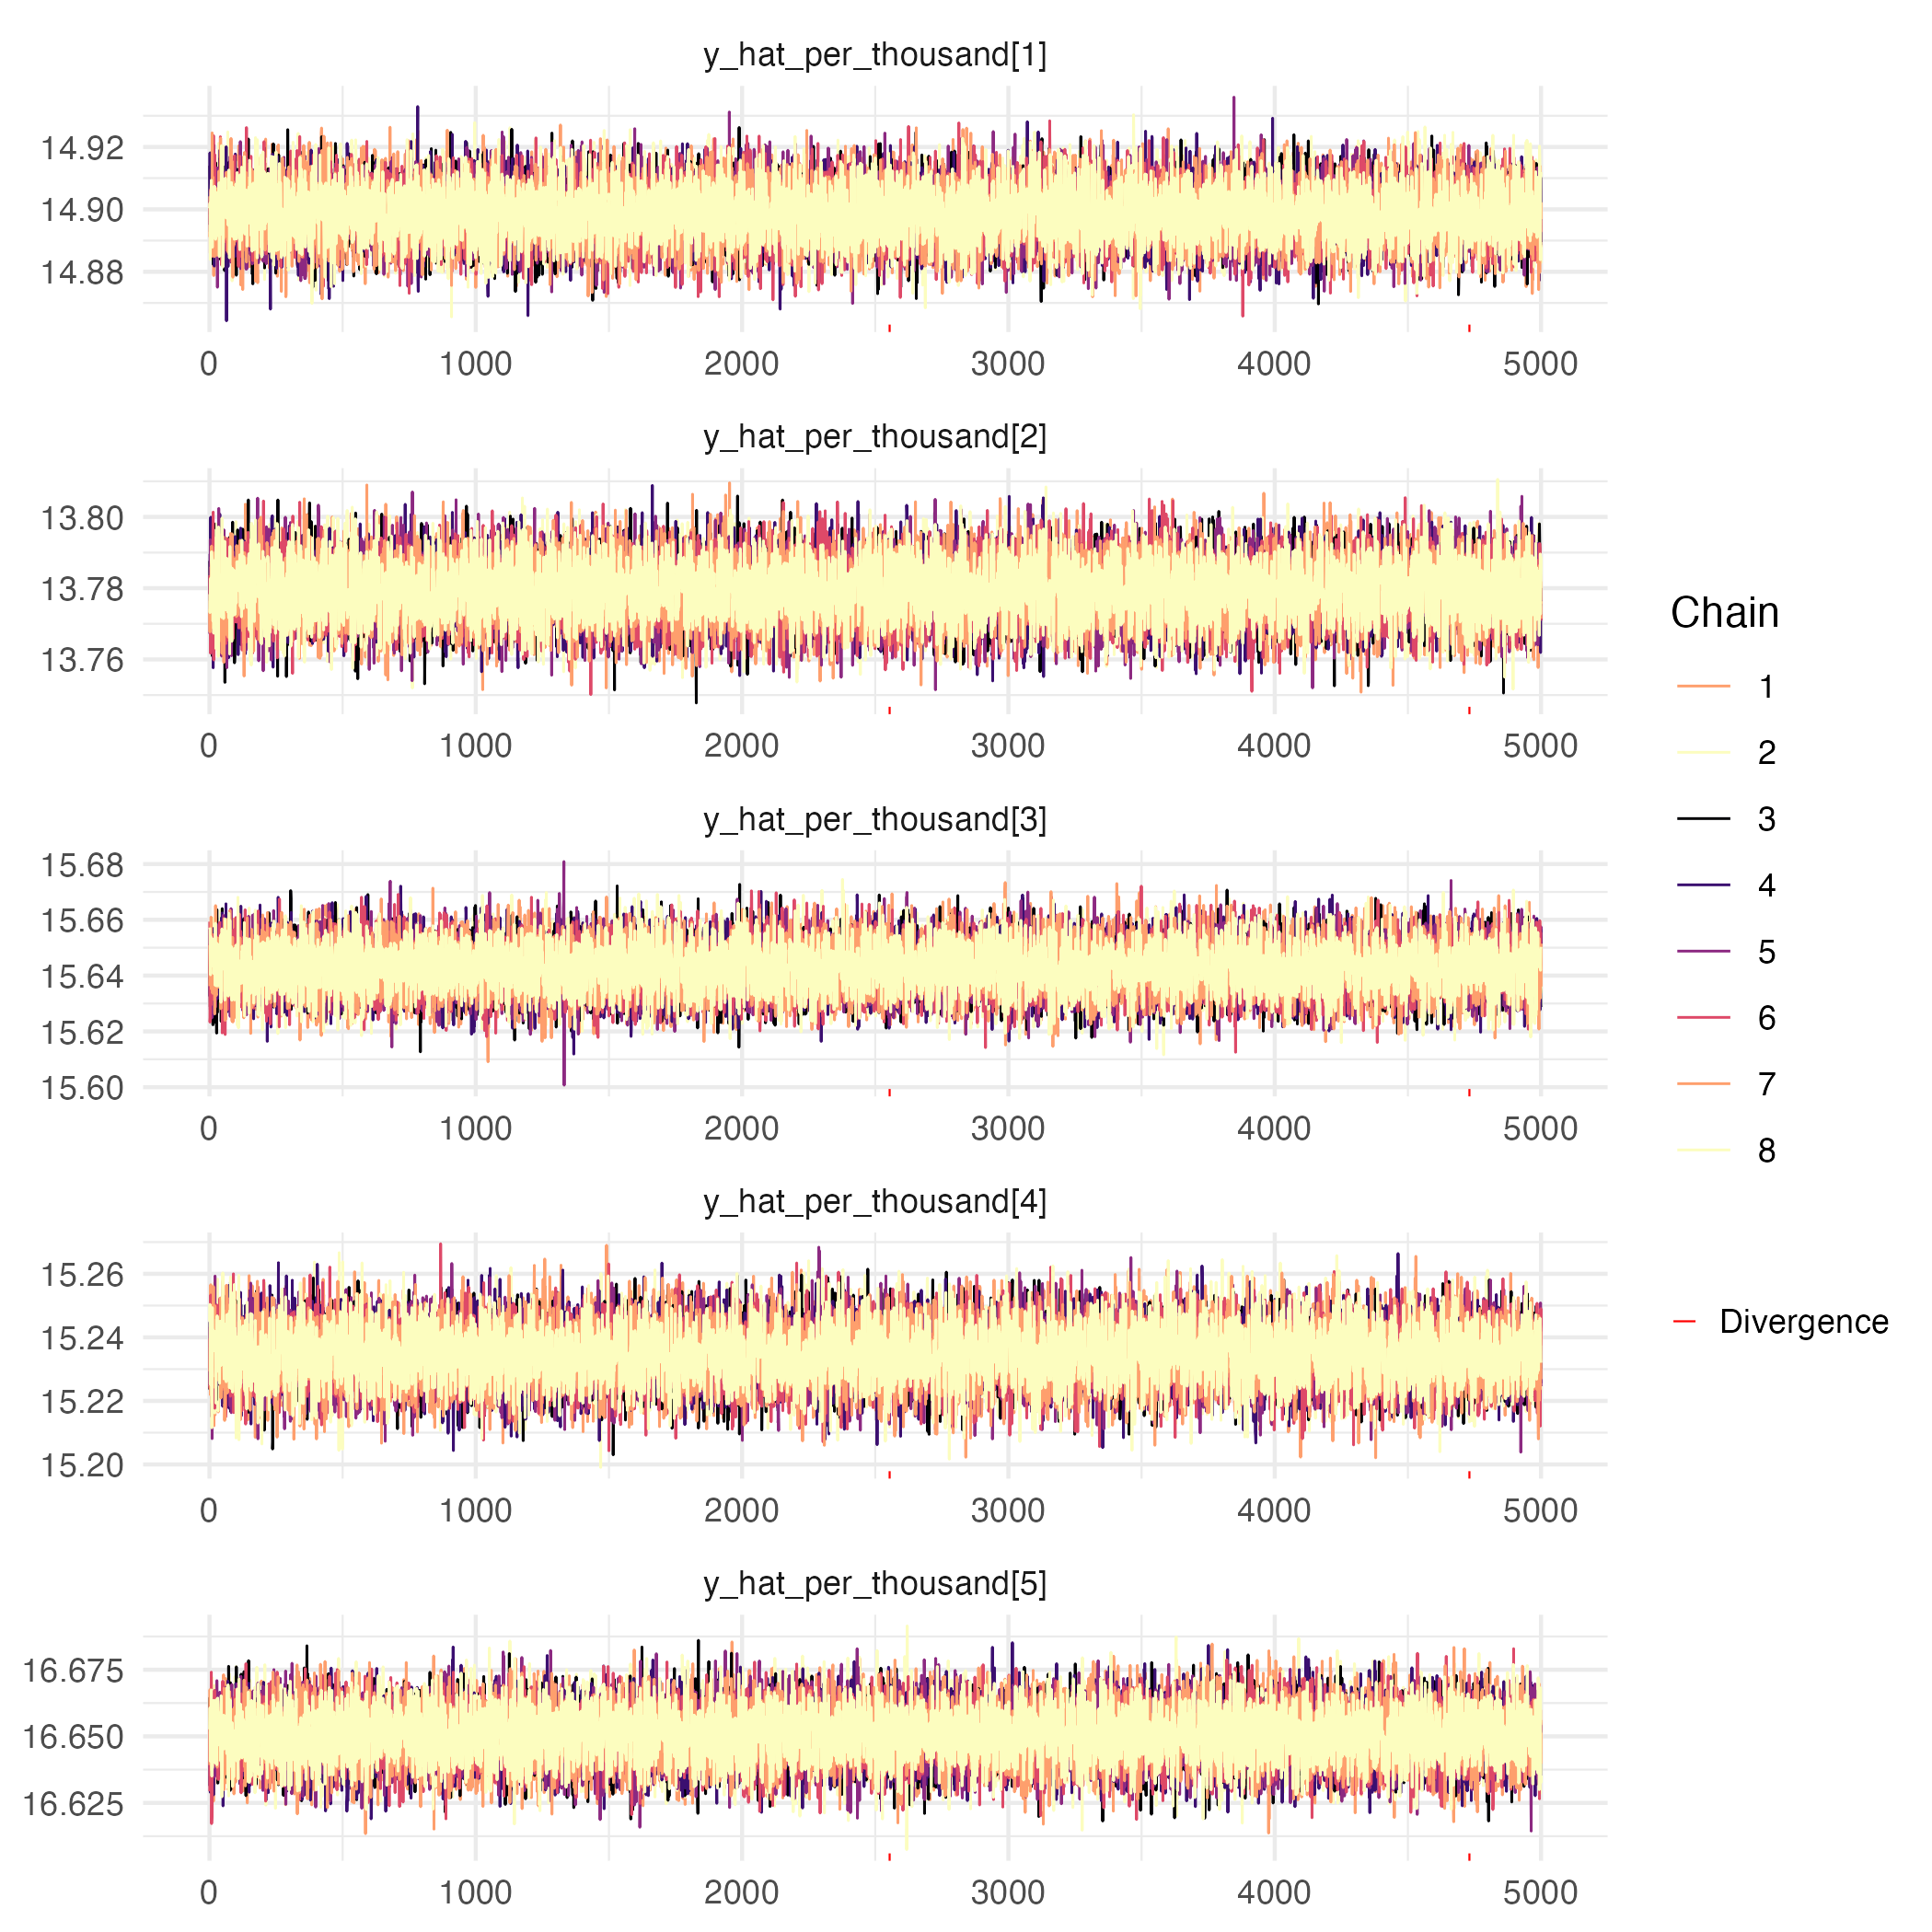 y_hat_per_thousand[1]
14.92
14.90
14.88
0 1000 2000 3000 4000 5000
y_hat_per_thousand[2]
13.80
13.78
13.76
0 1000 2000 3000 4000 5000
y_hat_per_thousand[3]
15.68
15.66
15.64
15.62
15.60
0 1000 2000 3000 4000 5000
y_hat_per_thousand[4]
15.26
15.24
15.22
15.20
0 1000 2000 3000 4000 5000
y_hat_per_thousand[5]
16.675
16.650
16.625
0 1000 2000 3000 4000 5000
Chain
1
2
3
4
5
6
7
8
Divergence